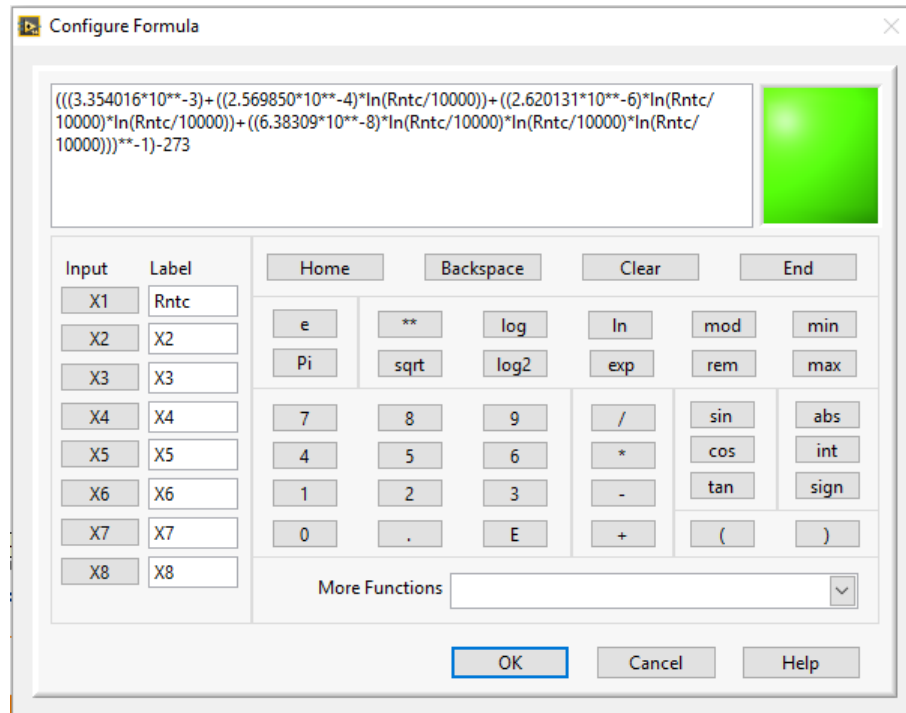 Configure Formula
(((3.354016*10**-3)+((2.569850*10**-4)*ln(Rntc/10000))+((2.620131*10**-6)*ln(Rntc/
10000)*ln(Rntc/10000))+((6.38309*10**-8)*ln(Rntc/10000)*ln(Rntc/10000)*ln(Rntc/
10000)))**-1)-273
Input Label
Home Backspace Clear End
X1 Rntc
e ** log ln mod min
X2 X2
Pi sqrt log2 exp rem max
X3 X3
X4 X4
7 8 9 / sin abs
X5 X5
4 5 6 * cos int
X6 X6
1 2 3 - tan sign
X7 X7
0 . E + ( )
X8 X8
More Functions
OK Cancel Help